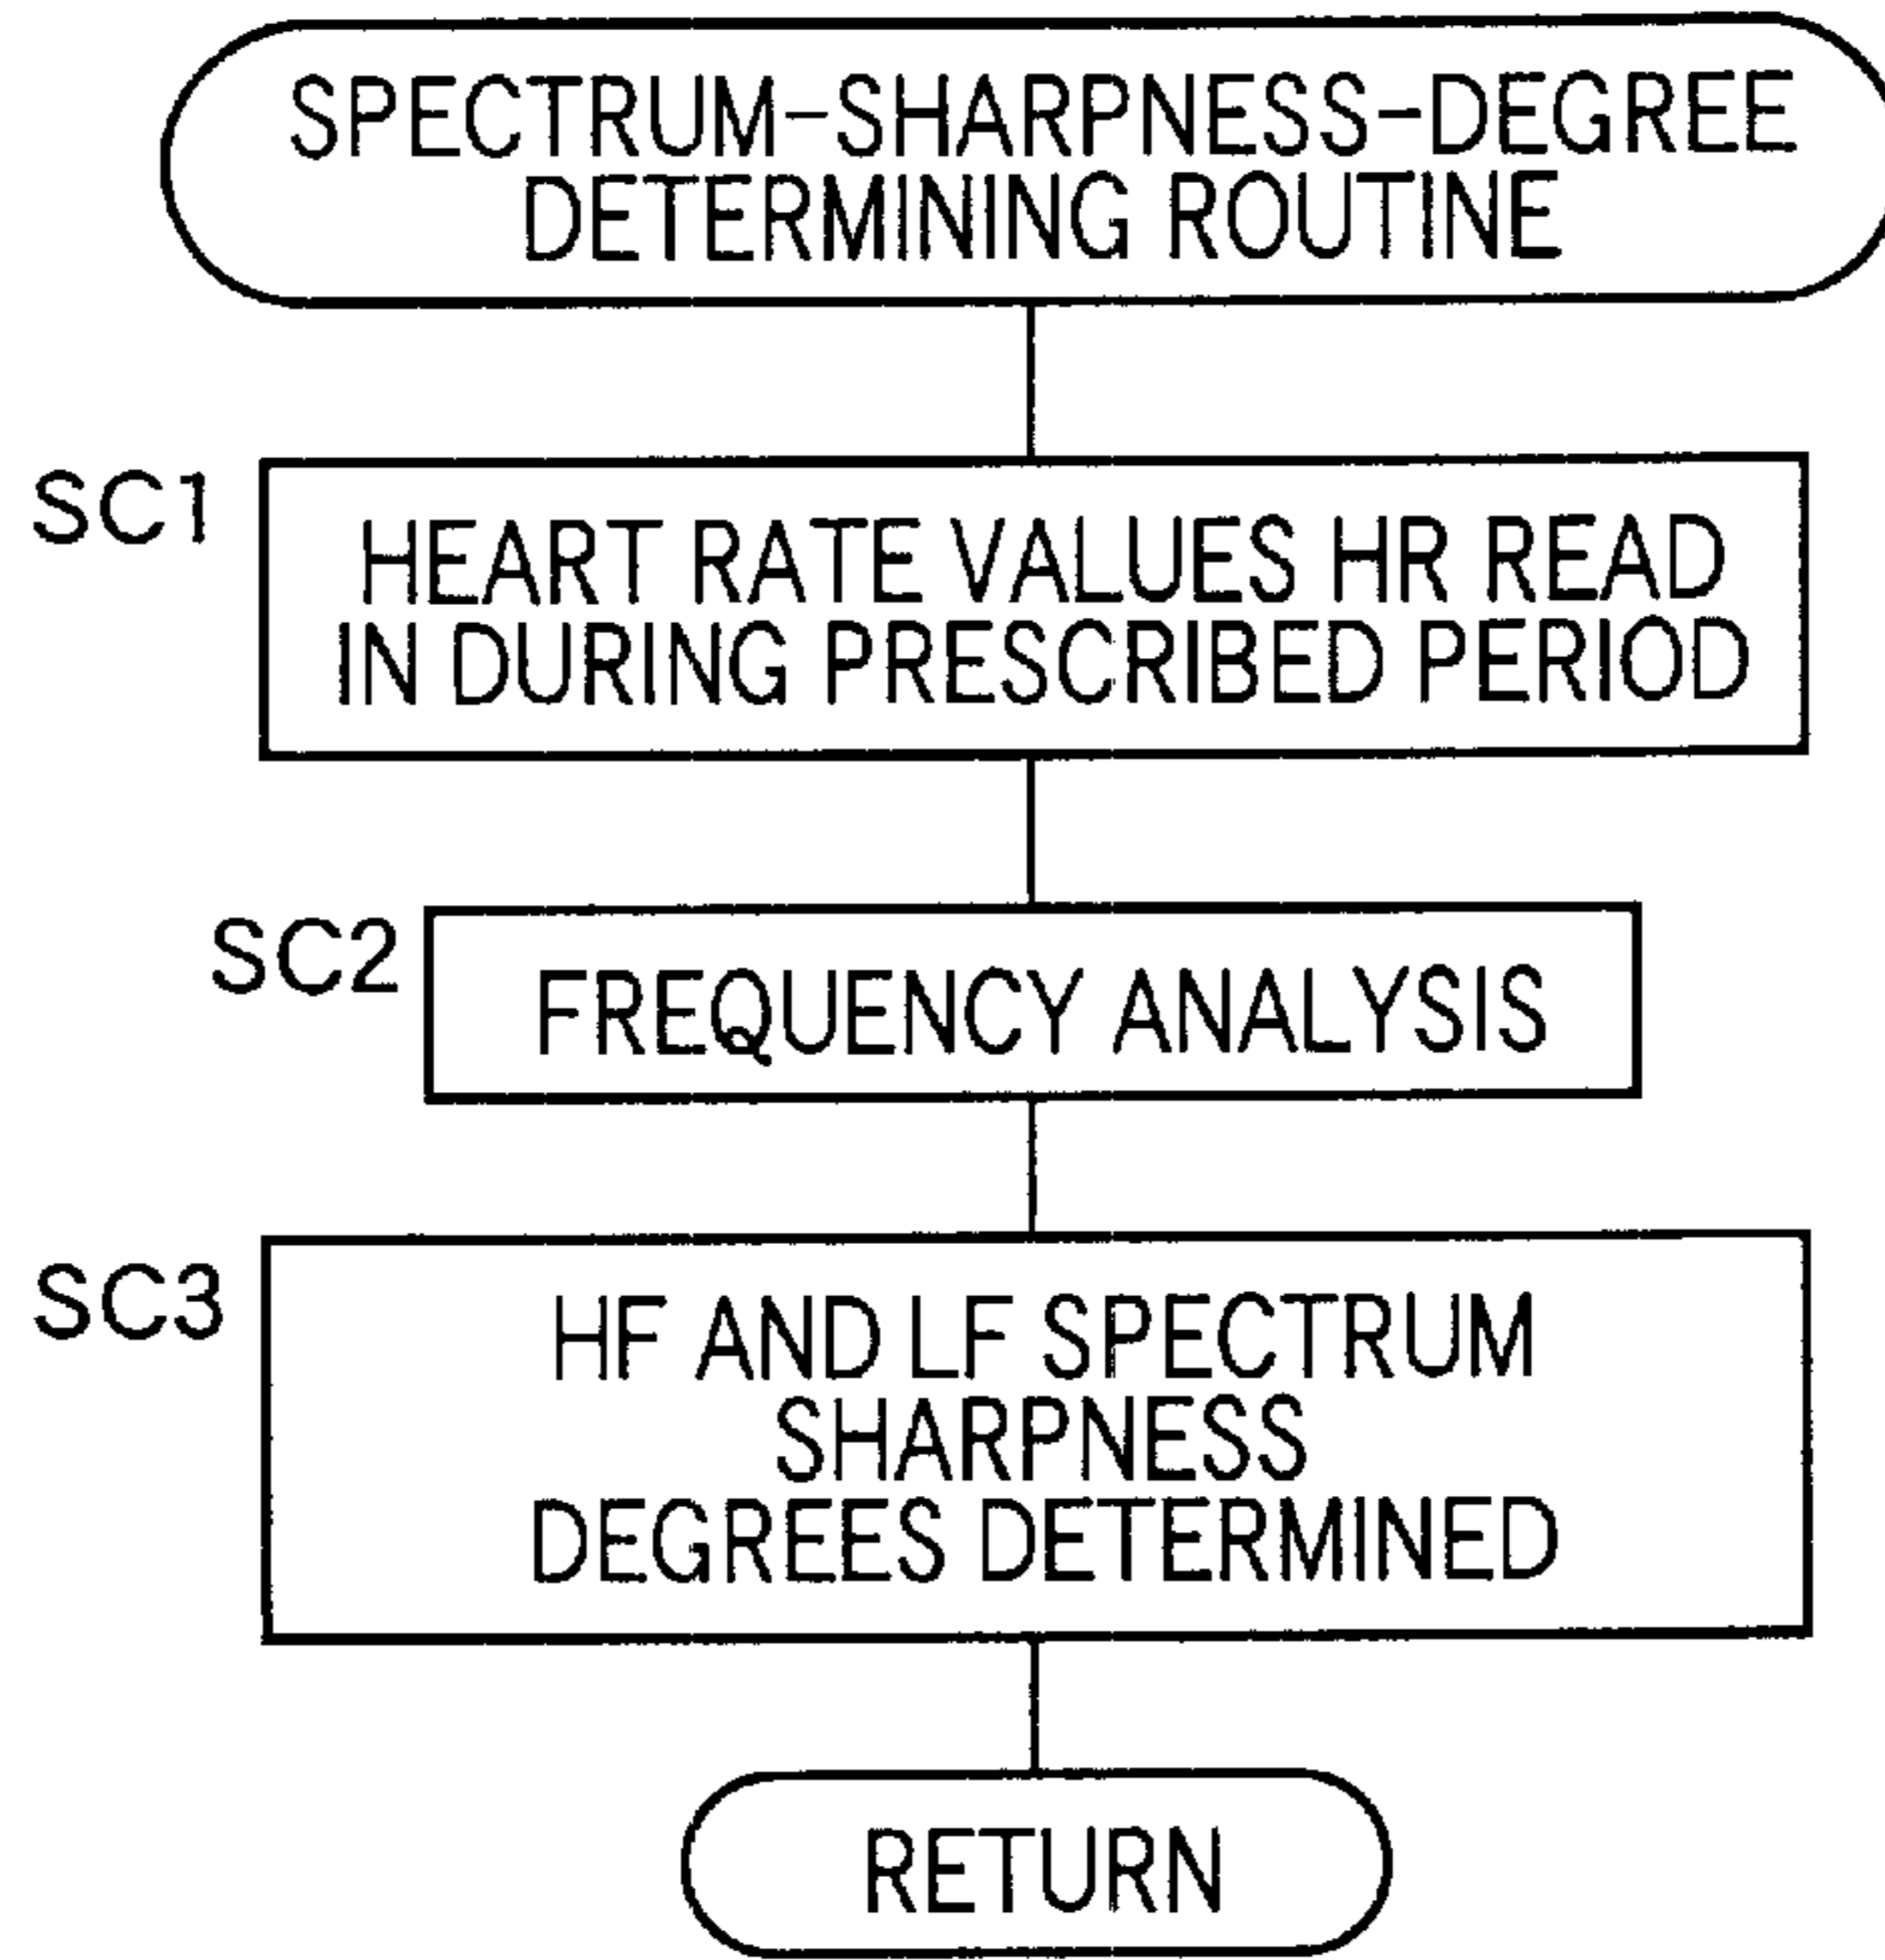 SPECTRUM-SHARPNESS-DEGREE
DETERMINING ROUTINE
SC1
HEART RATE VALUES HR READ
IN DURING PRESCRIBED PERIOD
SC2
FREQUENCY ANALYSIS
SC3
HF AND LF SPECTRUM
SHARPNESS
DEGREES DETERMINED
RETURN